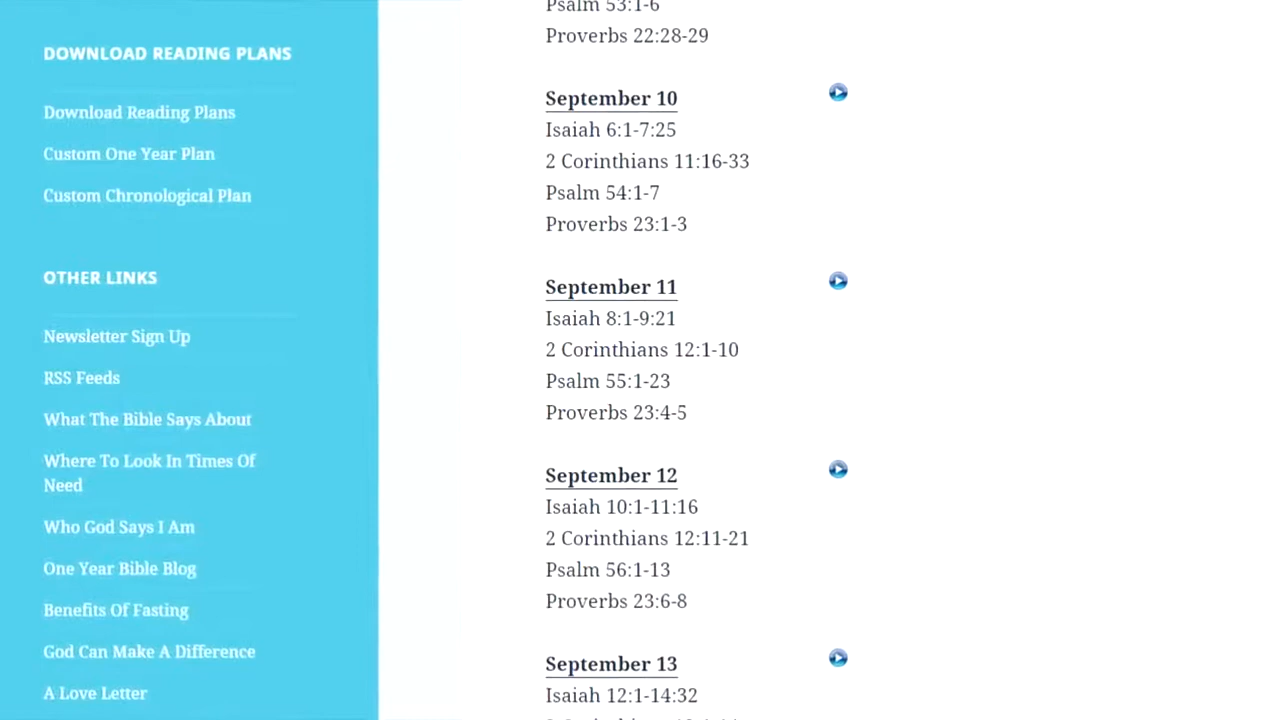 DOWNLOAD READING PLANS
Download Reading Plans
Custom One Year Plan
Custom Chronological Plan
OTHER LINKS
Newsletter Sign Up
RSS Feeds
What The Bible Says About
Where To Look In Times Of
Need
Who God Says I Am
One Year Bible Blog
Benefits Of Fasting
God Can Make A Difference
A Love Letter
Psalm 53:1-6
Proverbs 22:28-29
September 10
Isaiah 6:1-7:25
2 Corinthians 11:16-33
Psalm 54:1-7
Proverbs 23:1-3
September 11
Isaiah 8:1-9:21
2 Corinthians 12:1-10
Psalm 55:1-23
Proverbs 23:4-5
September 12
Isaiah 10:1-11:16
2 Corinthians 12:11-21
Psalm 56:1-13
Proverbs 23:6-8
September 13
Isaiah 12:1-14:32